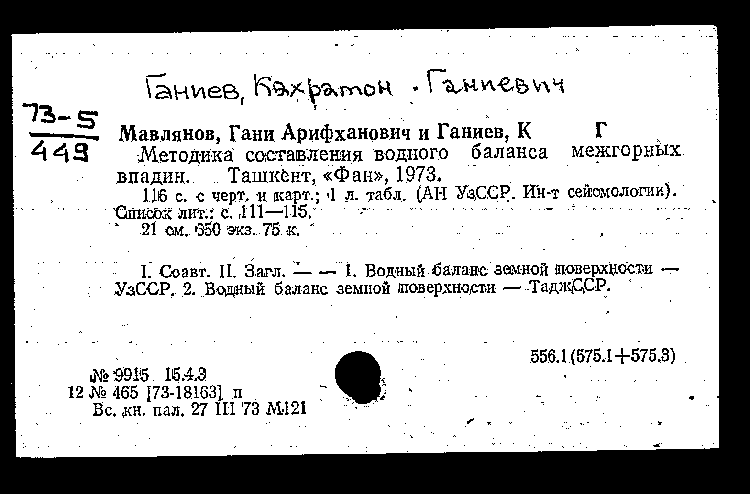 Ганиев, Кахратон Ганиевич
73-5
449
Мавлянов, Гани Арифханович и Ганиев, К Г
Методика составления водного баланса межгорных
впадин. Ташкент, «Фан», 1973.
116 с. с черт. и карт.; 1 л. табл. (АН УзССР. Ин-т сейсмологии).
Список лит.: с. 111—115.
21 см. 650 экз. 75 к.
I. Соавт. II. Загл. — — 1. Водный баланс земной поверхности —
УзССР. 2. Водный баланс земной поверхности — ТаджССР.
556.1(575.1+575.3)
№ 9915 15.4.3
12 № 465 [73-18163] п
Вс. кн. пал. 27 III 73 М121